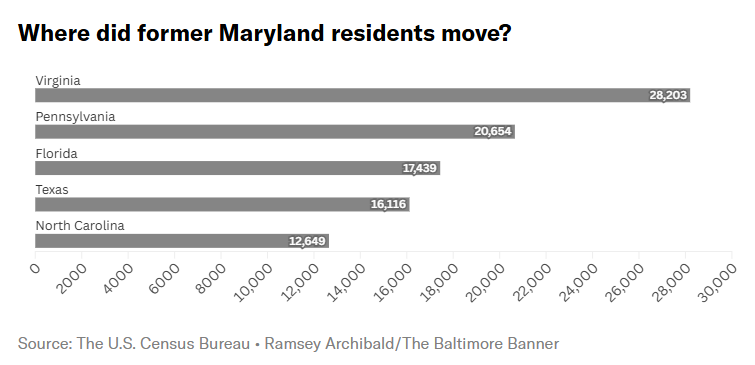 Where did former Maryland residents move?
Virginia
28,203
Pennsylvania
20,654
Florida
17,439
Texas
16,116
North Carolina
12,649
0 2000 4000 6000 8000 10,000 12,000 14,000 16,000 18,000 20,000 22,000 24,000 26,000 28,000 30,000
Source: The U.S. Census Bureau • Ramsey Archibald/The Baltimore Banner